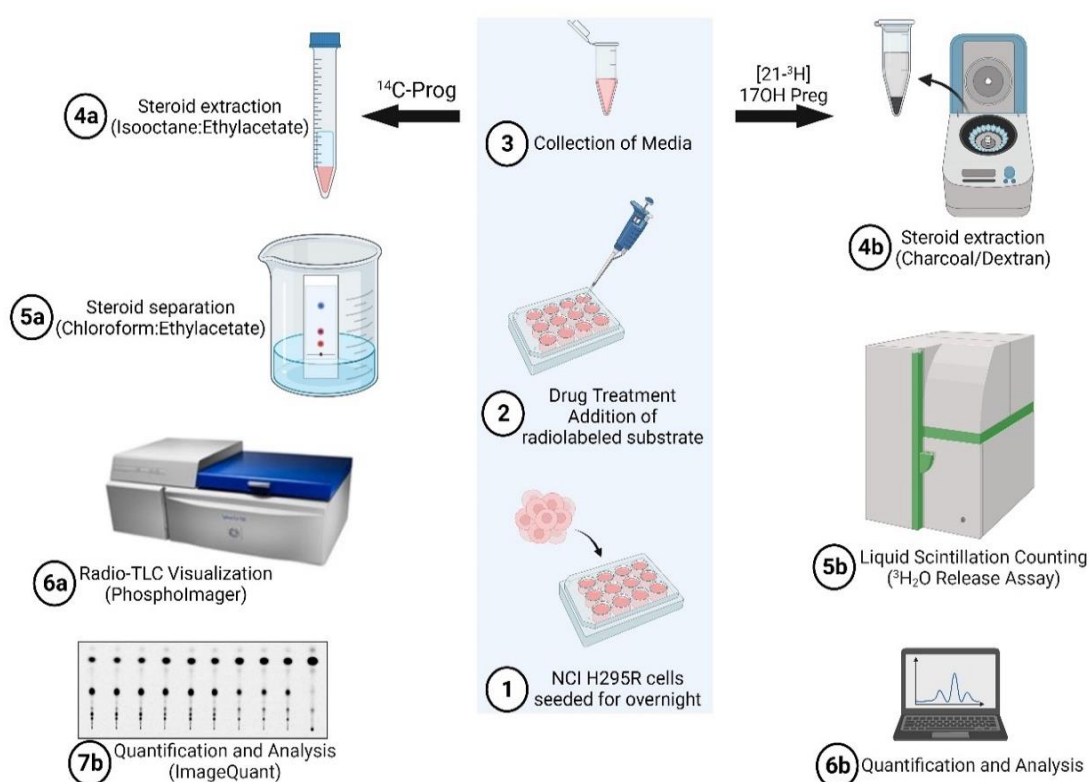 4a
Steroid extraction
(Isooctane:Ethylacetate)
¹⁴C-Prog
3
Collection of Media
[21-³H]
17OH Preg
4b
Steroid extraction
(Charcoal/Dextran)
5a
Steroid separation
(Chloroform:Ethylacetate)
2
Drug Treatment
Addition of
radiolabeled substrate
5b
Liquid Scintillation Counting
(³H₂O Release Assay)
6a
Radio-TLC Visualization
(PhosphoImager)
1
NCI H295R cells
seeded for overnight
7b
Quantification and Analysis
(ImageQuant)
6b
Quantification and Analysis